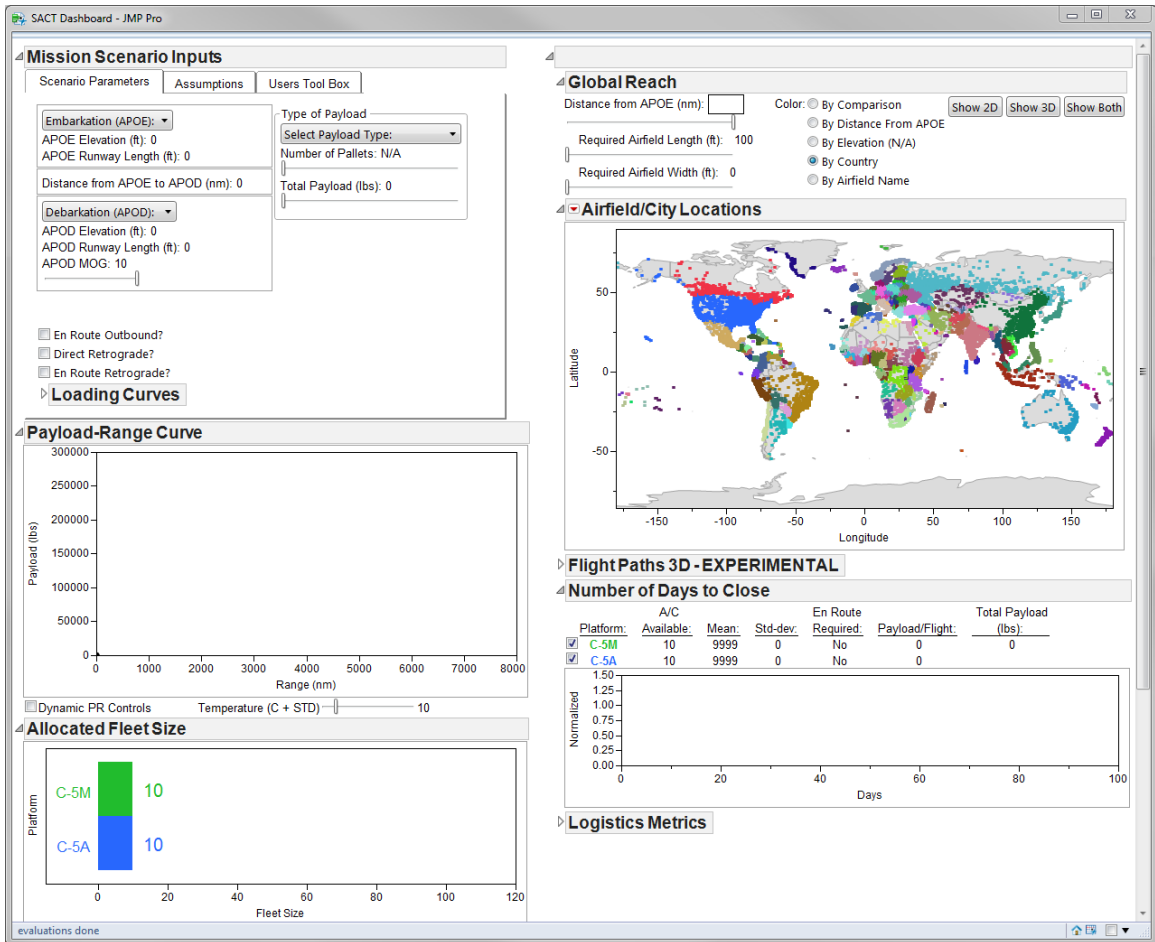 SACT Dashboard - JMP Pro
Mission Scenario Inputs
Scenario Parameters Assumptions Users Tool Box
Embarkation (APOE):
APOE Elevation (ft): 0
APOE Runway Length (ft): 0
Distance from APOE to APOD (nm): 0
Debarkation (APOD):
APOD Elevation (ft): 0
APOD Runway Length (ft): 0
APOD MOG: 10
Type of Payload
Select Payload Type:
Number of Pallets: N/A
Total Payload (lbs): 0
En Route Outbound?
Direct Retrograde?
En Route Retrograde?
Loading Curves
Payload-Range Curve
300000
250000
200000
150000
100000
50000
0
Payload (lbs)
0 1000 2000 3000 4000 5000 6000 7000 8000
Range (nm)
Dynamic PR Controls Temperature (C + STD) 10
Allocated Fleet Size
Platform
C-5M 10
C-5A 10
0 20 40 60 80 100 120
Fleet Size
Global Reach
Distance from APOE (nm):
Required Airfield Length (ft): 100
Required Airfield Width (ft): 0
Color: By Comparison
By Distance From APOE
By Elevation (N/A)
By Country
By Airfield Name
Show 2D Show 3D Show Both
Airfield/City Locations
50
0
-50
Latitude
-150 -100 -50 0 50 100 150
Longitude
Flight Paths 3D - EXPERIMENTAL
Number of Days to Close
A/C En Route Total Payload
Platform: Available: Mean: Std-dev: Required: Payload/Flight: (lbs):
C-5M 10 9999 0 No 0 0
C-5A 10 9999 0 No 0
1.50
1.25
1.00
0.75
0.50
0.25
0.00
Normalized
0 20 40 60 80 100
Days
Logistics Metrics
evaluations done